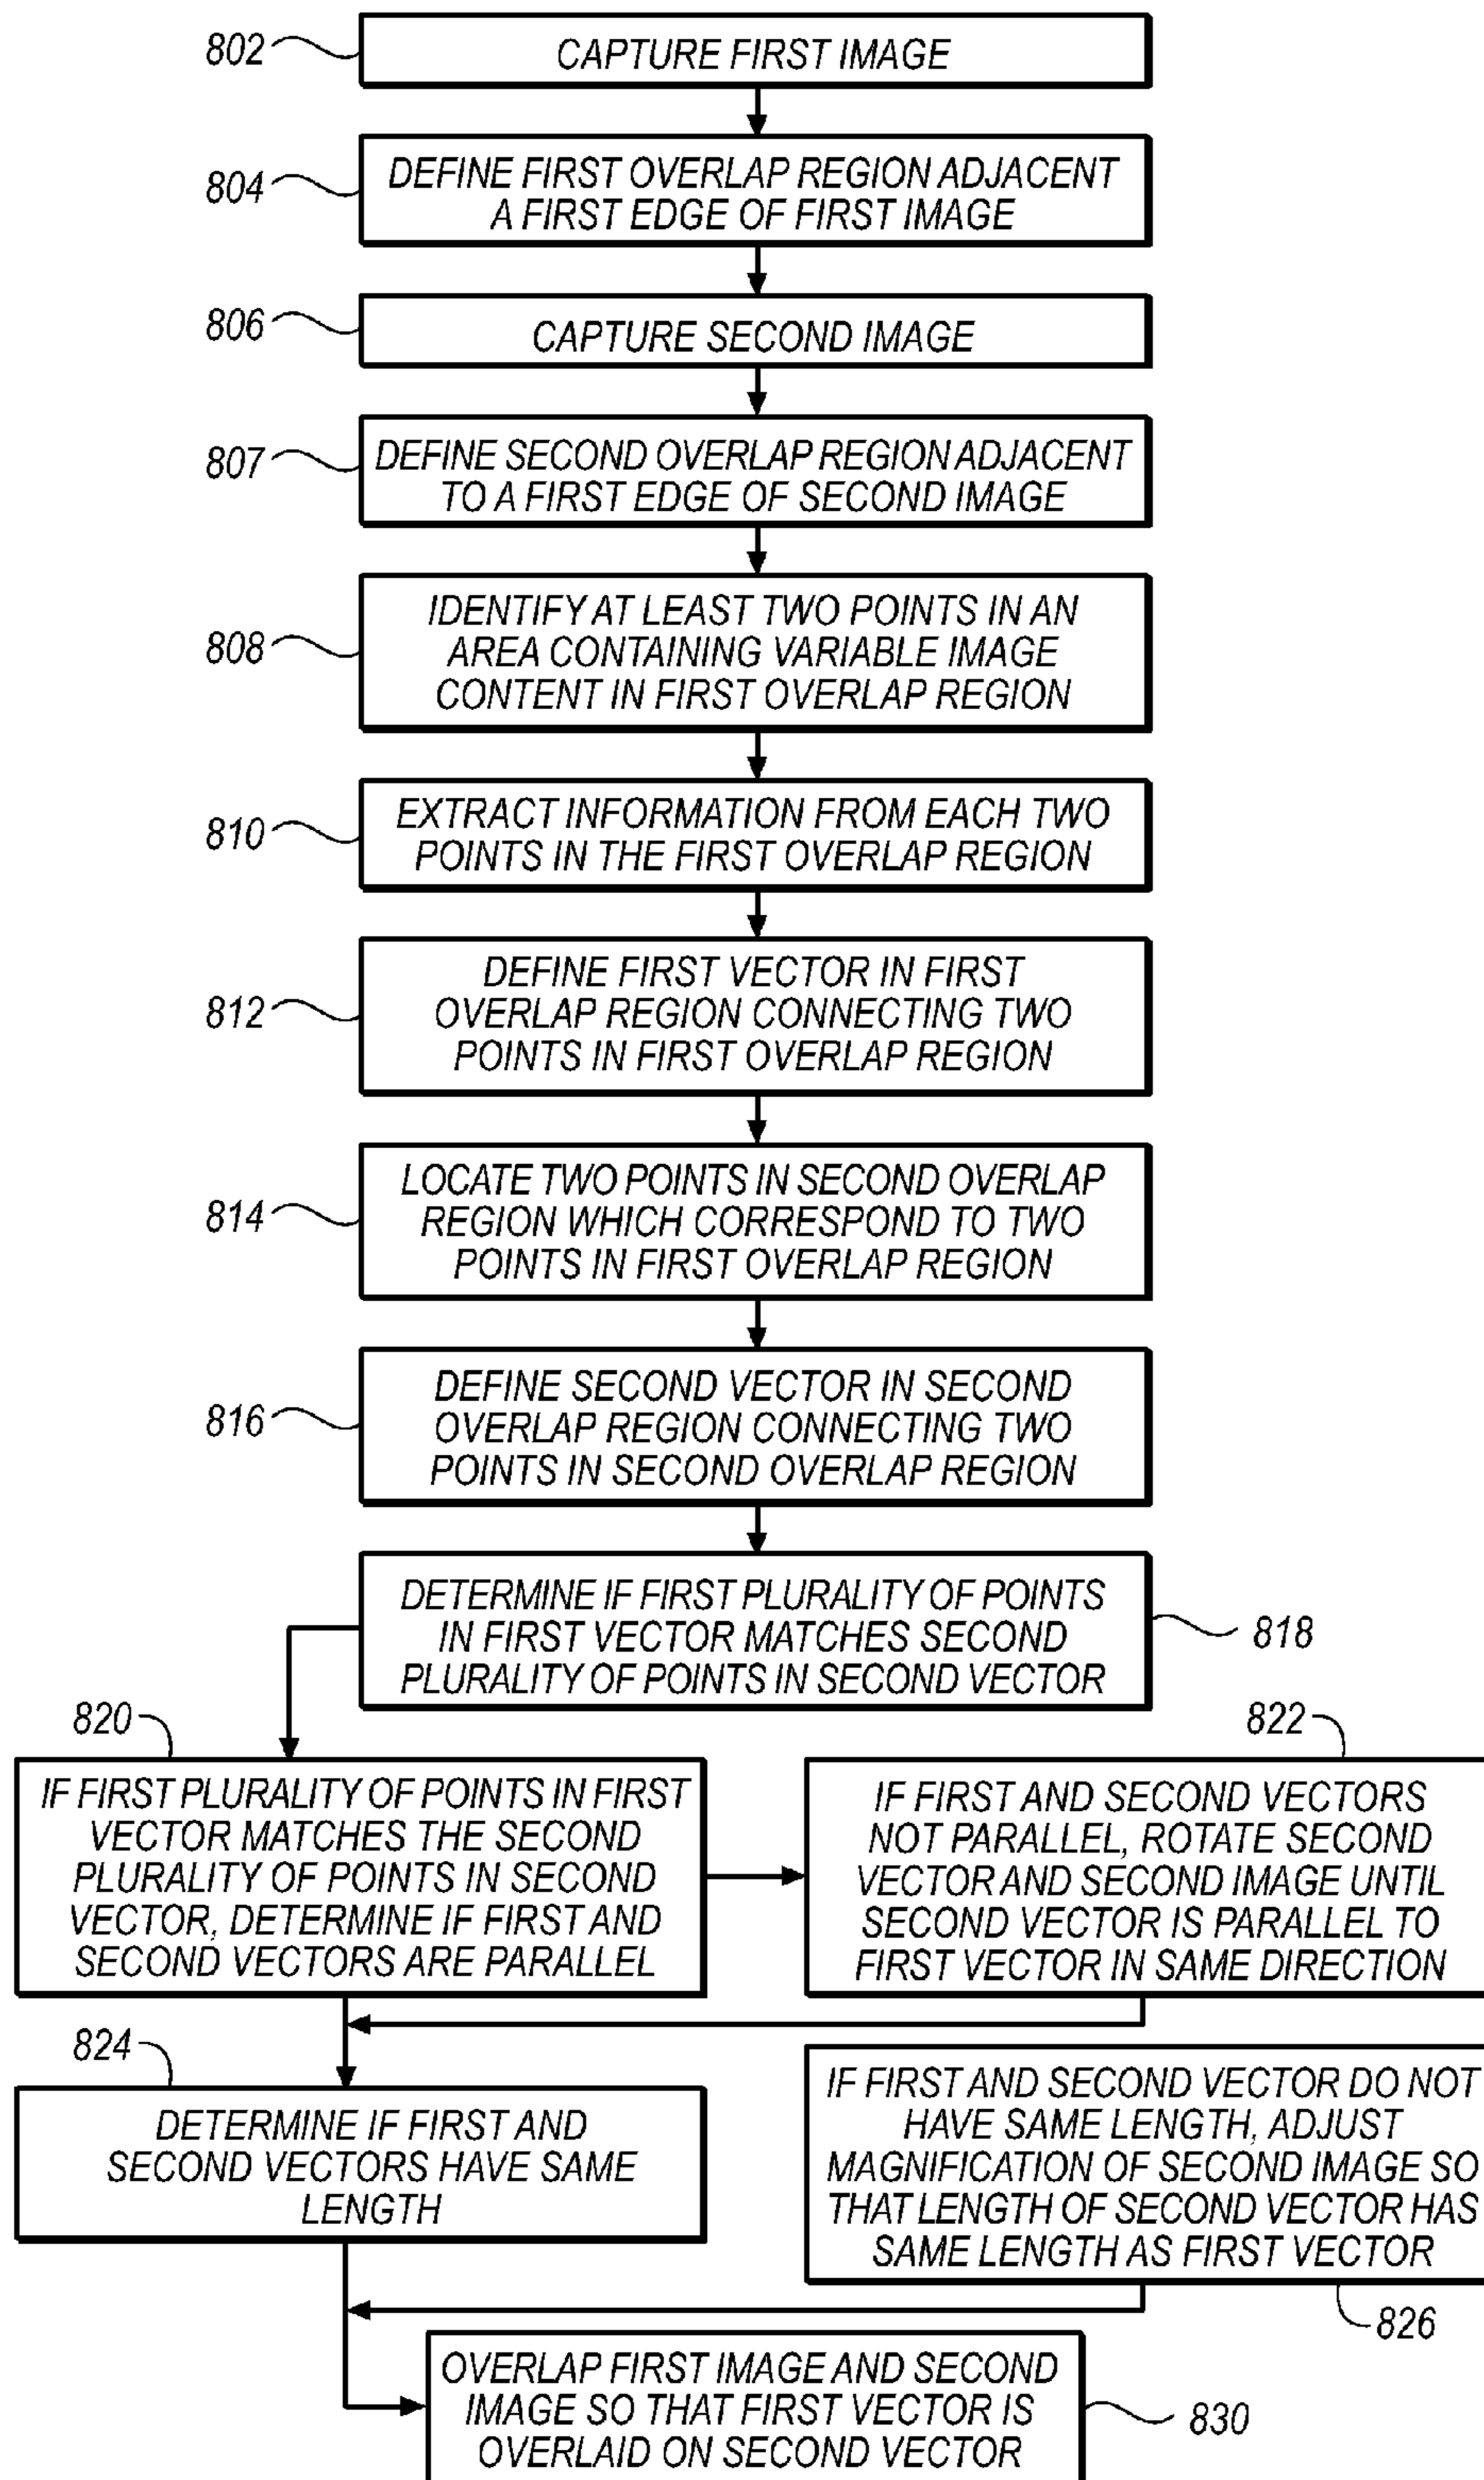 802
CAPTURE FIRST IMAGE
804
DEFINE FIRST OVERLAP REGION ADJACENT
A FIRST EDGE OF FIRST IMAGE
806
CAPTURE SECOND IMAGE
807
DEFINE SECOND OVERLAP REGION ADJACENT
TO A FIRST EDGE OF SECOND IMAGE
808
IDENTIFY AT LEAST TWO POINTS IN AN
AREA CONTAINING VARIABLE IMAGE
CONTENT IN FIRST OVERLAP REGION
810
EXTRACT INFORMATION FROM EACH TWO
POINTS IN THE FIRST OVERLAP REGION
812
DEFINE FIRST VECTOR IN FIRST
OVERLAP REGION CONNECTING TWO
POINTS IN FIRST OVERLAP REGION
814
LOCATE TWO POINTS IN SECOND OVERLAP
REGION WHICH CORRESPOND TO TWO
POINTS IN FIRST OVERLAP REGION
816
DEFINE SECOND VECTOR IN SECOND
OVERLAP REGION CONNECTING TWO
POINTS IN SECOND OVERLAP REGION
DETERMINE IF FIRST PLURALITY OF POINTS
IN FIRST VECTOR MATCHES SECOND
PLURALITY OF POINTS IN SECOND VECTOR
818
820
IF FIRST PLURALITY OF POINTS IN FIRST
VECTOR MATCHES THE SECOND
PLURALITY OF POINTS IN SECOND
VECTOR, DETERMINE IF FIRST AND
SECOND VECTORS ARE PARALLEL
822
IF FIRST AND SECOND VECTORS
NOT PARALLEL, ROTATE SECOND
VECTOR AND SECOND IMAGE UNTIL
SECOND VECTOR IS PARALLEL TO
FIRST VECTOR IN SAME DIRECTION
824
DETERMINE IF FIRST AND
SECOND VECTORS HAVE SAME
LENGTH
IF FIRST AND SECOND VECTOR DO NOT
HAVE SAME LENGTH, ADJUST
MAGNIFICATION OF SECOND IMAGE SO
THAT LENGTH OF SECOND VECTOR HAS
SAME LENGTH AS FIRST VECTOR
826
OVERLAP FIRST IMAGE AND SECOND
IMAGE SO THAT FIRST VECTOR IS
OVERLAID ON SECOND VECTOR
830